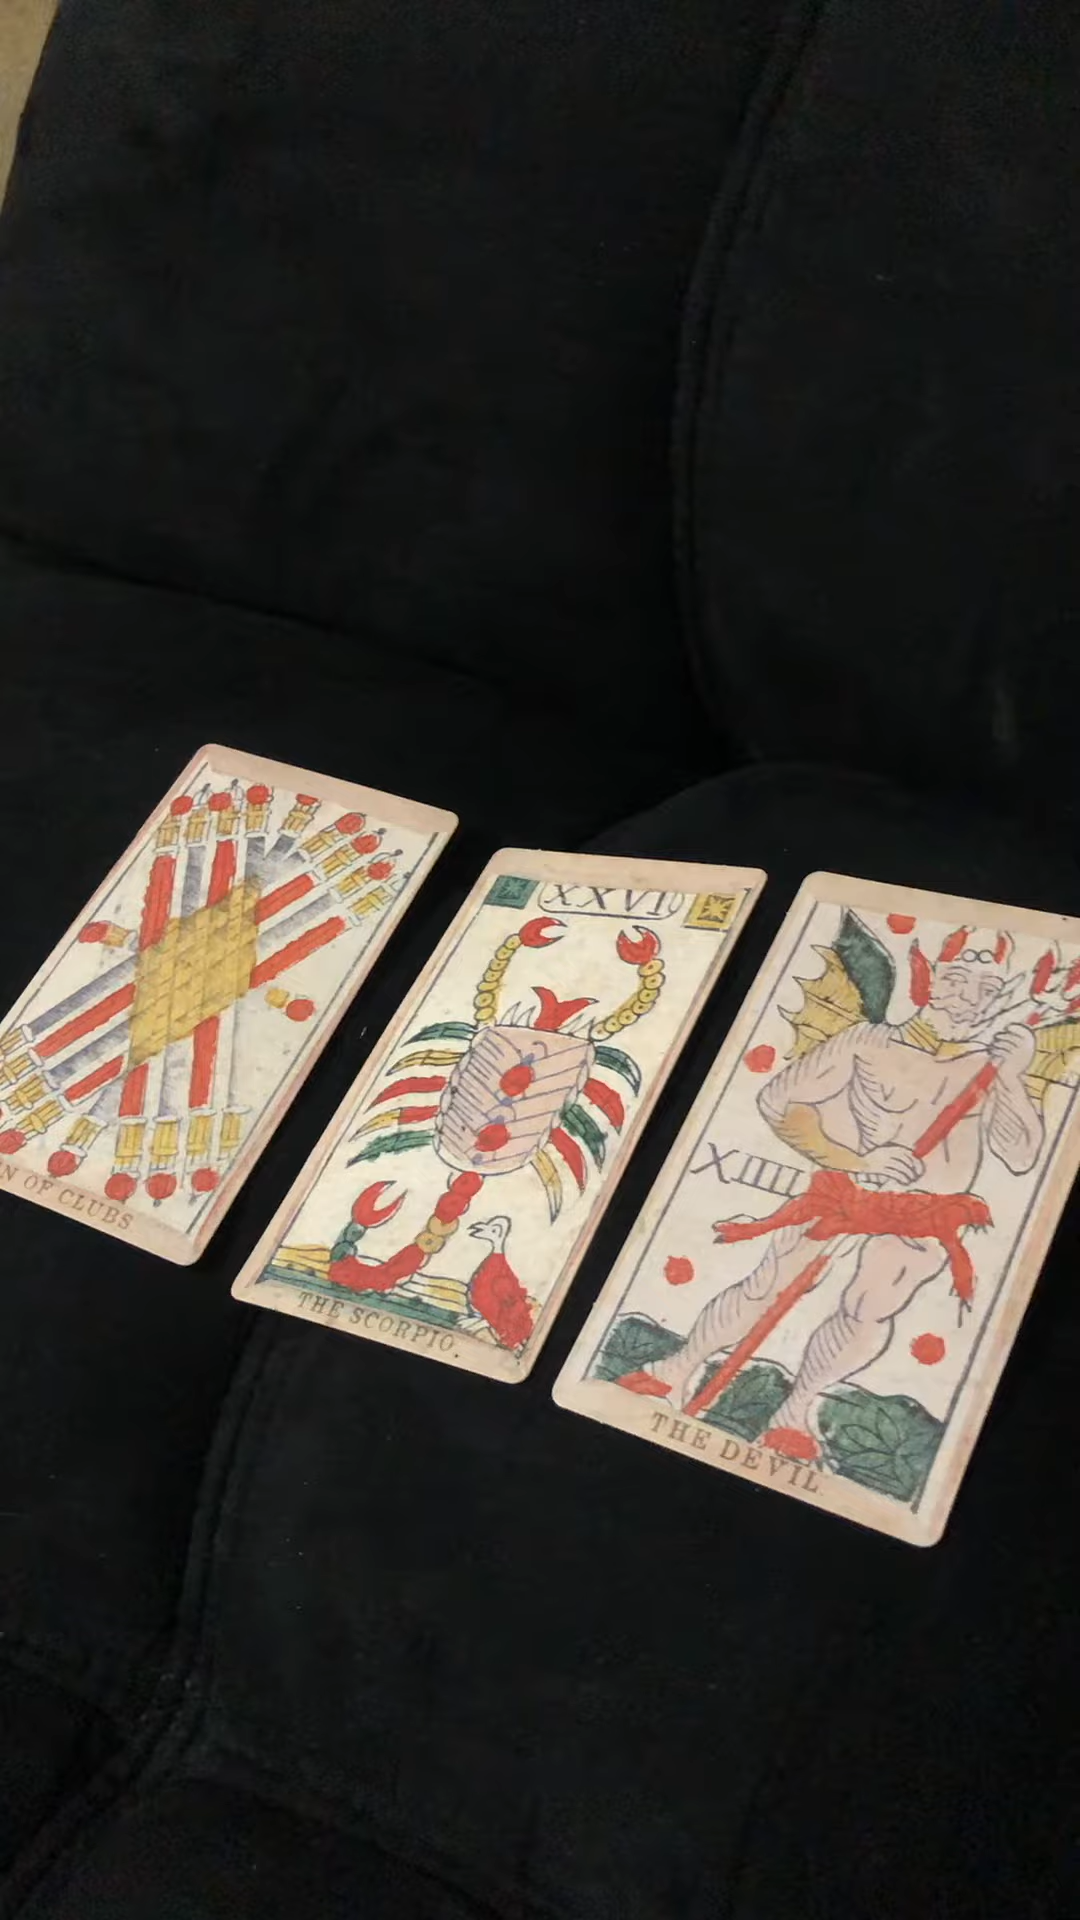 N OF CLUBS
XXVI
THE SCORPIO.
XIIII
THE DEVIL